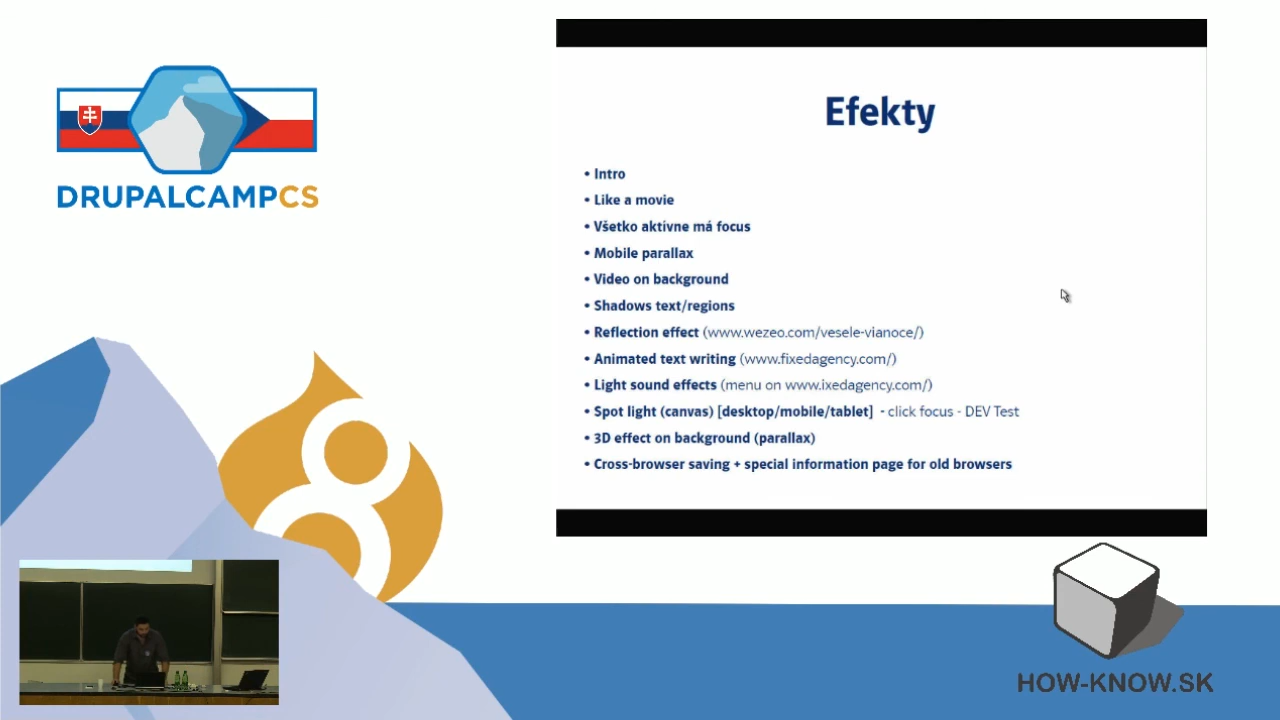 DRUPALCAMPCS
Efekty
• Intro
• Like a movie
• Všetko aktívne má focus
• Mobile parallax
• Video on background
• Shadows text/regions
• Reflection effect (www.wezeo.com/vesele-vianoce/)
• Animated text writing (www.fixedagency.com/)
• Light sound effects (menu on www.ixedagency.com/)
• Spot light (canvas) [desktop/mobile/tablet] - click focus - DEV Test
• 3D effect on background (parallax)
• Cross-browser saving + special information page for old browsers
HOW-KNOW.SK